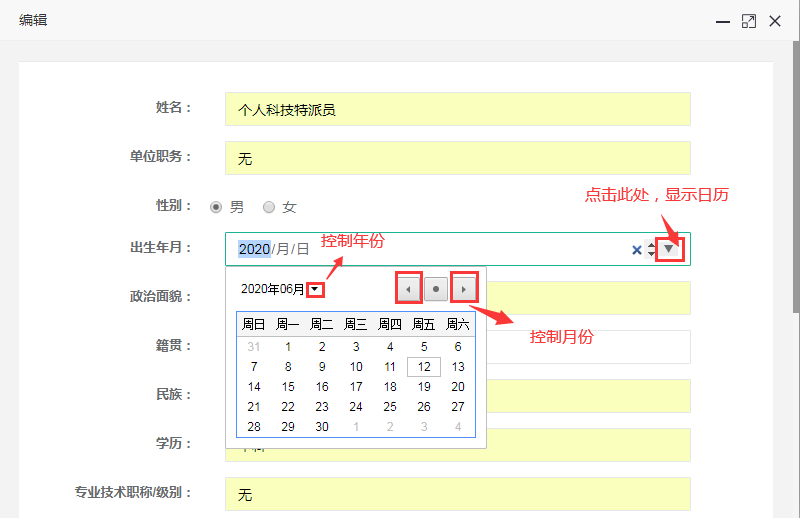 编辑
姓名： 个人科技特派员
单位职务： 无
性别： 男 女
点击此处，显示日历
出生年月： 2020/月/日 控制年份
2020年06月
政治面貌：
周日 周一 周二 周三 周四 周五 周六
控制月份
籍贯：
31 1 2 3 4 5 6
7 8 9 10 11 12 13
14 15 16 17 18 19 20
民族：
21 22 23 24 25 26 27
28 29 30 1 2 3 4
学历：
专业技术职称/级别： 无